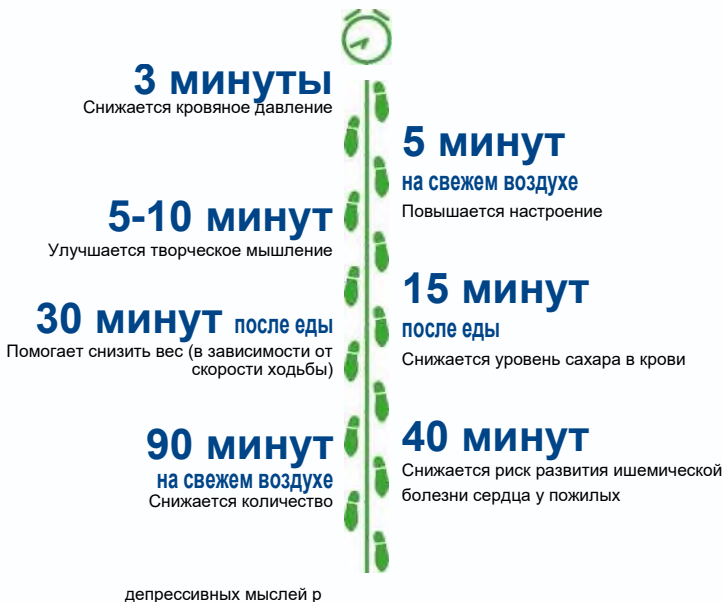 3 минуты
Снижается кровяное давление
5 минут
на свежем воздухе
Повышается настроение
5-10 минут
Улучшается творческое мышление
15 минут
после еды
Снижается уровень сахара в крови
30 минут после еды
Помогает снизить вес (в зависимости от
скорости ходьбы)
40 минут
Снижается риск развития ишемической
болезни сердца у пожилых
90 минут
на свежем воздухе
Снижается количество
депрессивных мыслей р